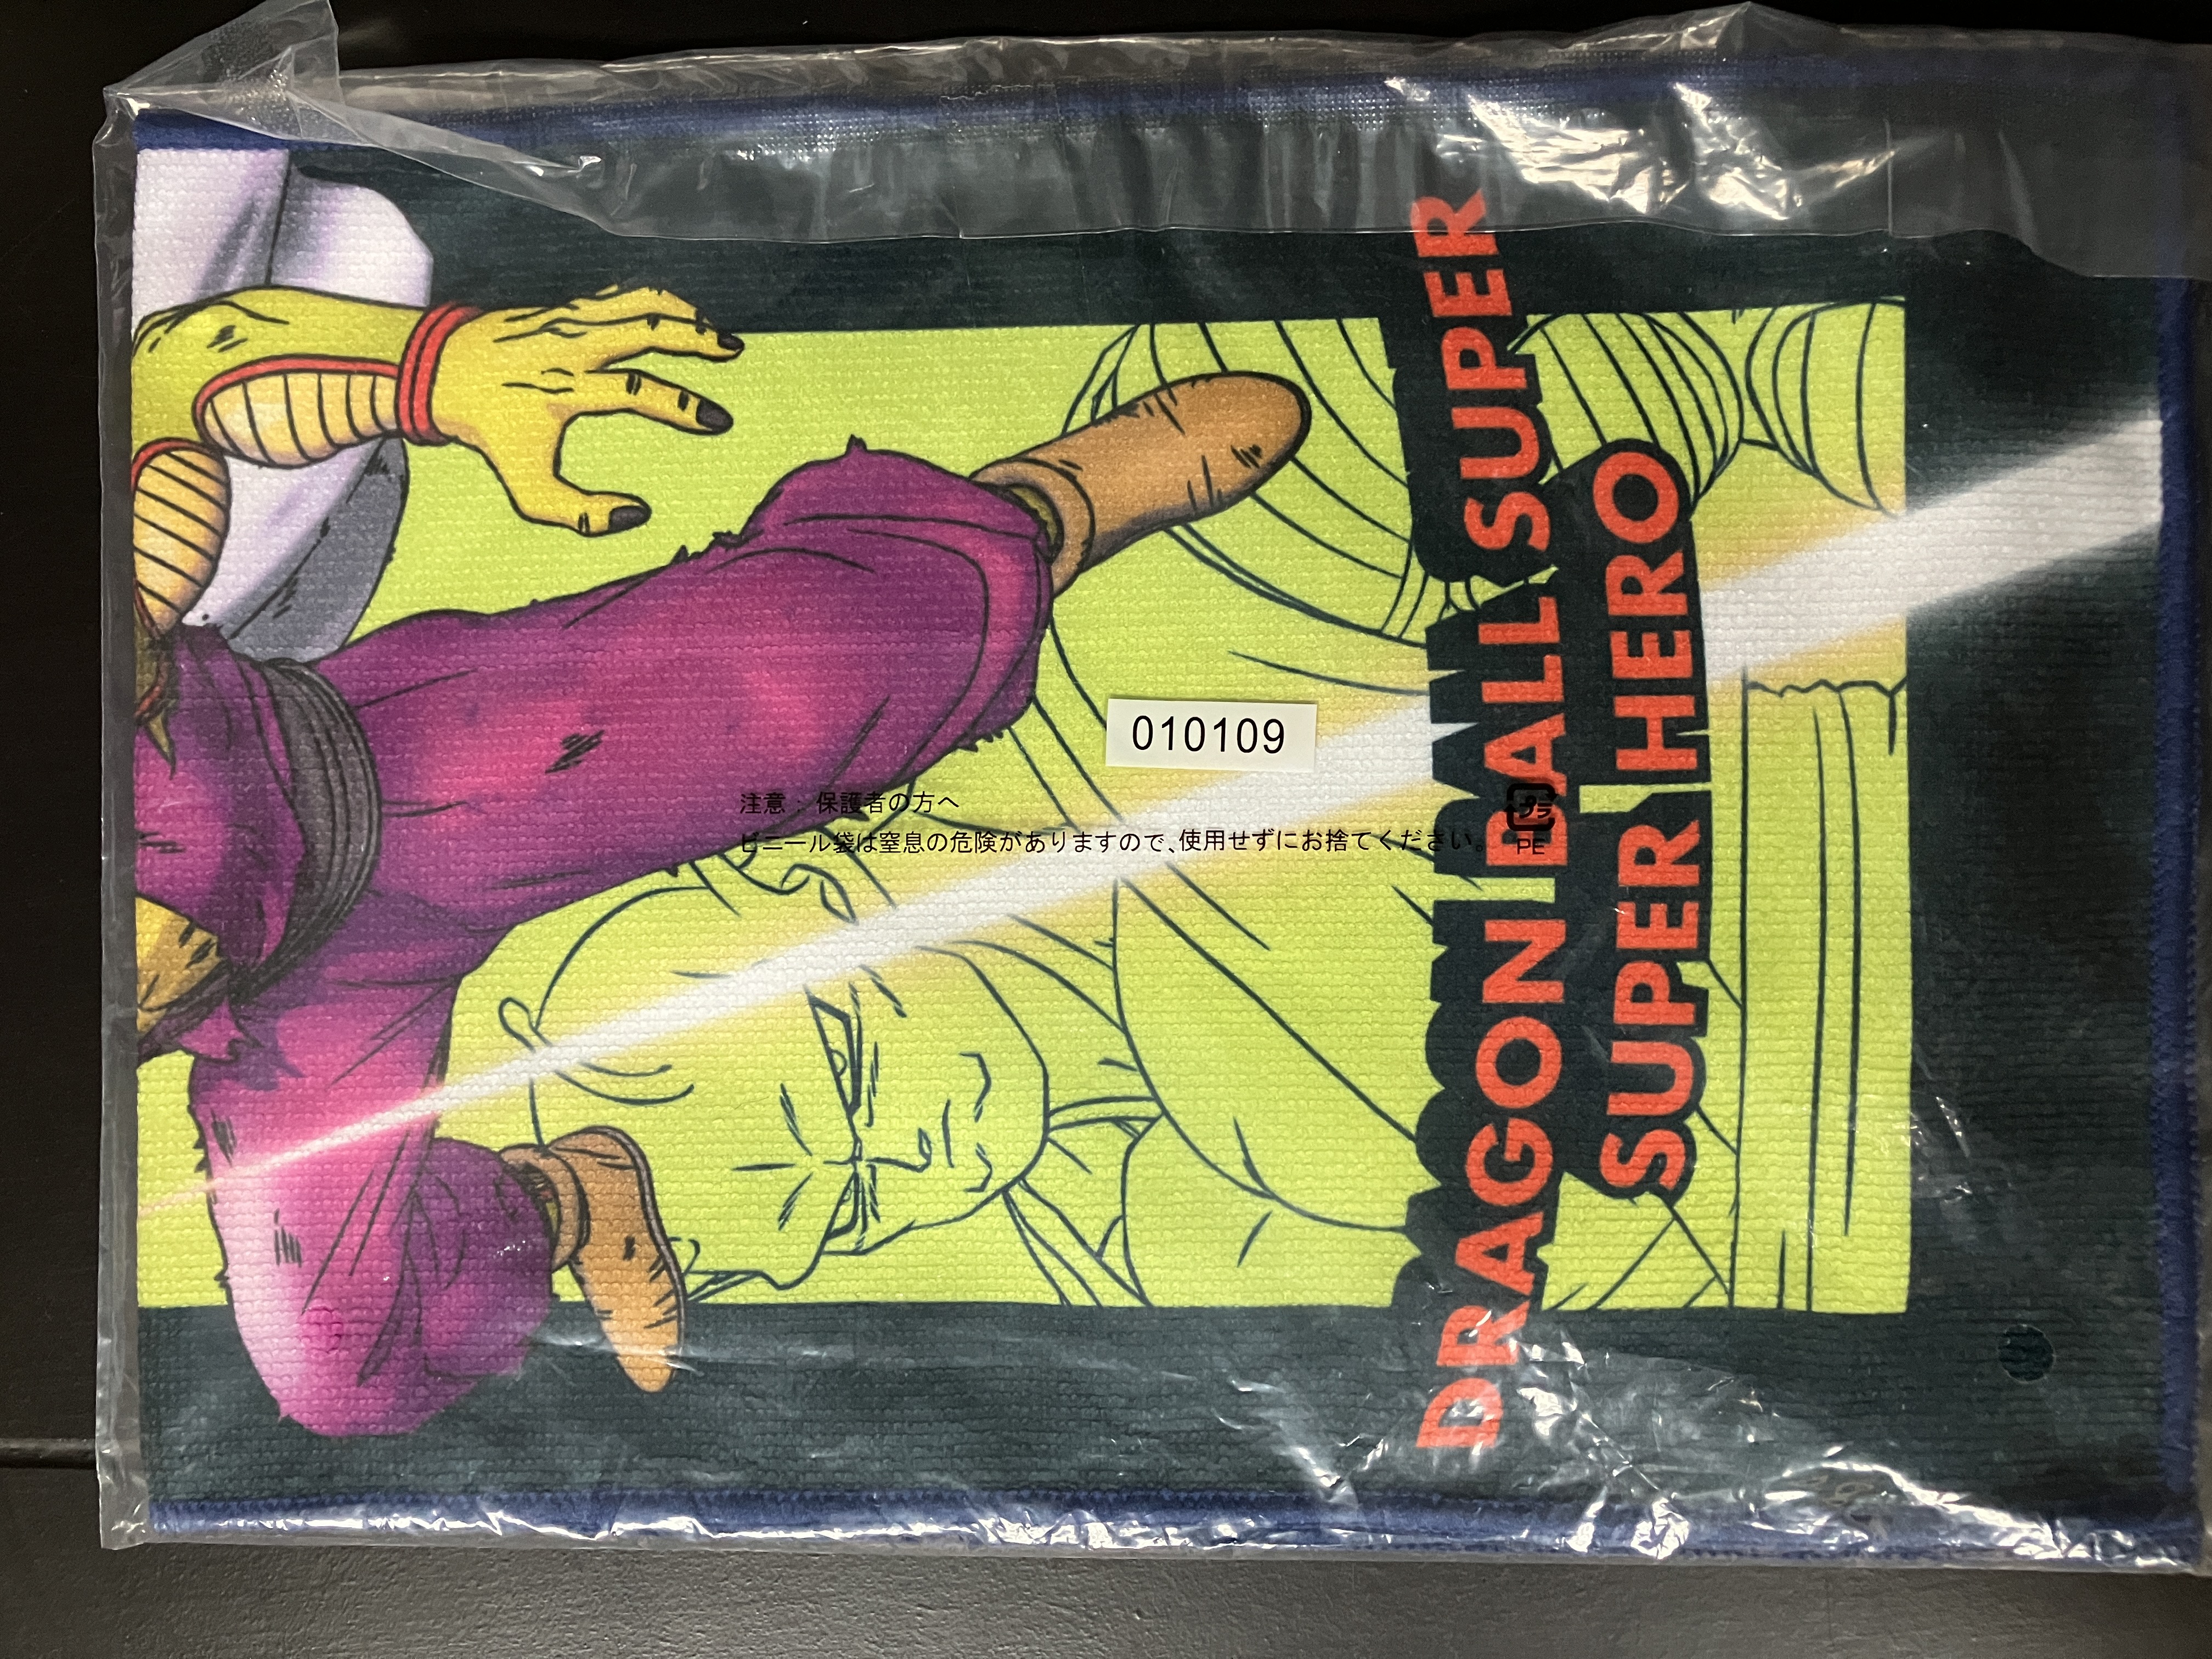 DRAGON BALL SUPER
SUPER HERO
010109
注意：保護者の方へ
ビニール袋は窒息の危険がありますので、使用せずにお捨てください。
プラ
PE